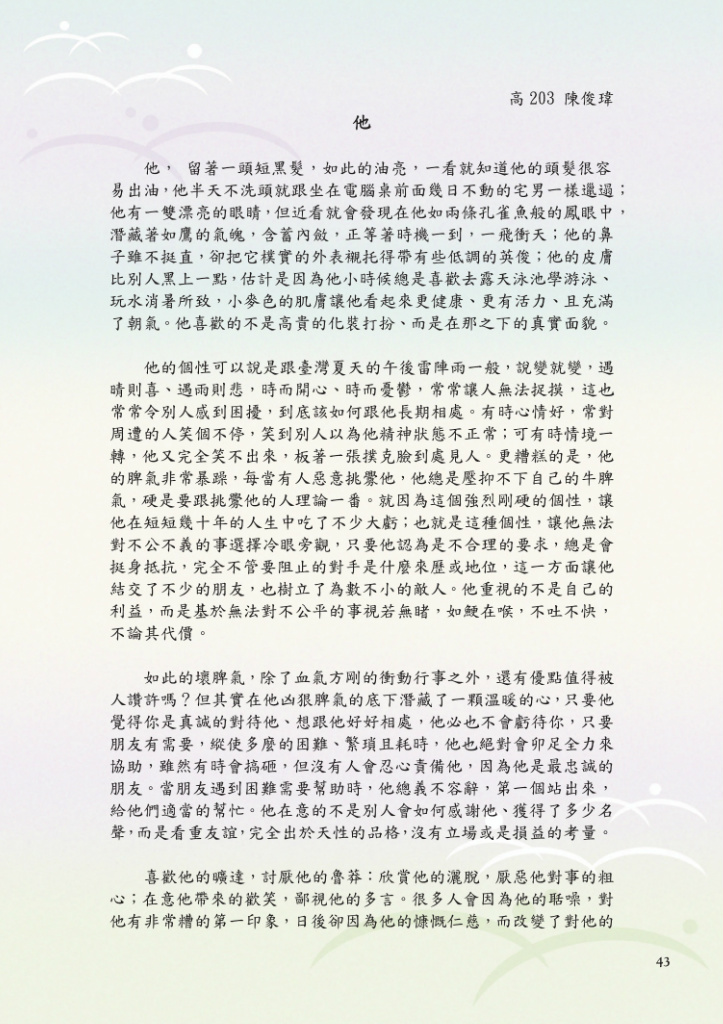 高203 陳俊瑋
他
他， 留著一頭短黑髮，如此的油亮，一看就知道他的頭髮很容
易出油，他半天不洗頭就跟坐在電腦桌前面幾日不動的宅男一樣邋遢；
他有一雙漂亮的眼睛，但近看就會發現在他如兩條孔雀魚般的鳳眼中，
潛藏著如鷹的氣魄，含蓄內斂，正等著時機一到，一飛衝天；他的鼻
子雖不挺直，卻把它樸實的外表襯托得帶有些低調的英俊；他的皮膚
比別人黑上一點，估計是因為他小時候總是喜歡去露天泳池學游泳、
玩水消暑所致，小麥色的肌膚讓他看起來更健康、更有活力、且充滿
了朝氣。他喜歡的不是高貴的化裝打扮、而是在那之下的真實面貌。
他的個性可以說是跟臺灣夏天的午後雷陣雨一般，說變就變，遇
晴則喜、遇雨則悲，時而開心、時而憂鬱，常常讓人無法捉摸，這也
常常令別人感到困擾，到底該如何跟他長期相處。有時心情好，常對
周遭的人笑個不停，笑到別人以為他精神狀態不正常；可有時情境一
轉，他又完全笑不出來，板著一張撲克臉到處見人。更糟糕的是，他
的脾氣非常暴躁，每當有人惡意挑釁他，他總是壓抑不下自己的牛脾
氣，硬是要跟挑釁他的人理論一番。就因為這個強烈剛硬的個性，讓
他在短短幾十年的人生中吃了不少大虧；也就是這種個性，讓他無法
對不公不義的事選擇冷眼旁觀，只要他認為是不合理的要求，總是會
挺身抵抗，完全不管要阻止的對手是什麼來歷或地位，這一方面讓他
結交了不少的朋友，也樹立了為數不小的敵人。他重視的不是自己的
利益，而是基於無法對不公平的事視若無睹，如鯁在喉，不吐不快，
不論其代價。
如此的壞脾氣，除了血氣方剛的衝動行事之外，還有優點值得被
人讚許嗎？但其實在他凶狠脾氣的底下潛藏了一顆溫暖的心，只要他
覺得你是真誠的對待他、想跟他好好相處，他必也不會虧待你，只要
朋友有需要，縱使多麼的困難、繁瑣且耗時，他也絕對會卯足全力來
協助，雖然有時會搞砸，但沒有人會忍心責備他，因為他是最忠誠的
朋友。當朋友遇到困難需要幫助時，他總義不容辭，第一個站出來，
給他們適當的幫忙。他在意的不是別人會如何感謝他、獲得了多少名
聲，而是看重友誼，完全出於天性的品格，沒有立場或是損益的考量。
喜歡他的曠達，討厭他的魯莽：欣賞他的灑脫，厭惡他對事的粗
心；在意他帶來的歡笑，鄙視他的多言。很多人會因為他的聒噪，對
他有非常糟的第一印象，日後卻因為他的慷慨仁慈，而改變了對他的
43